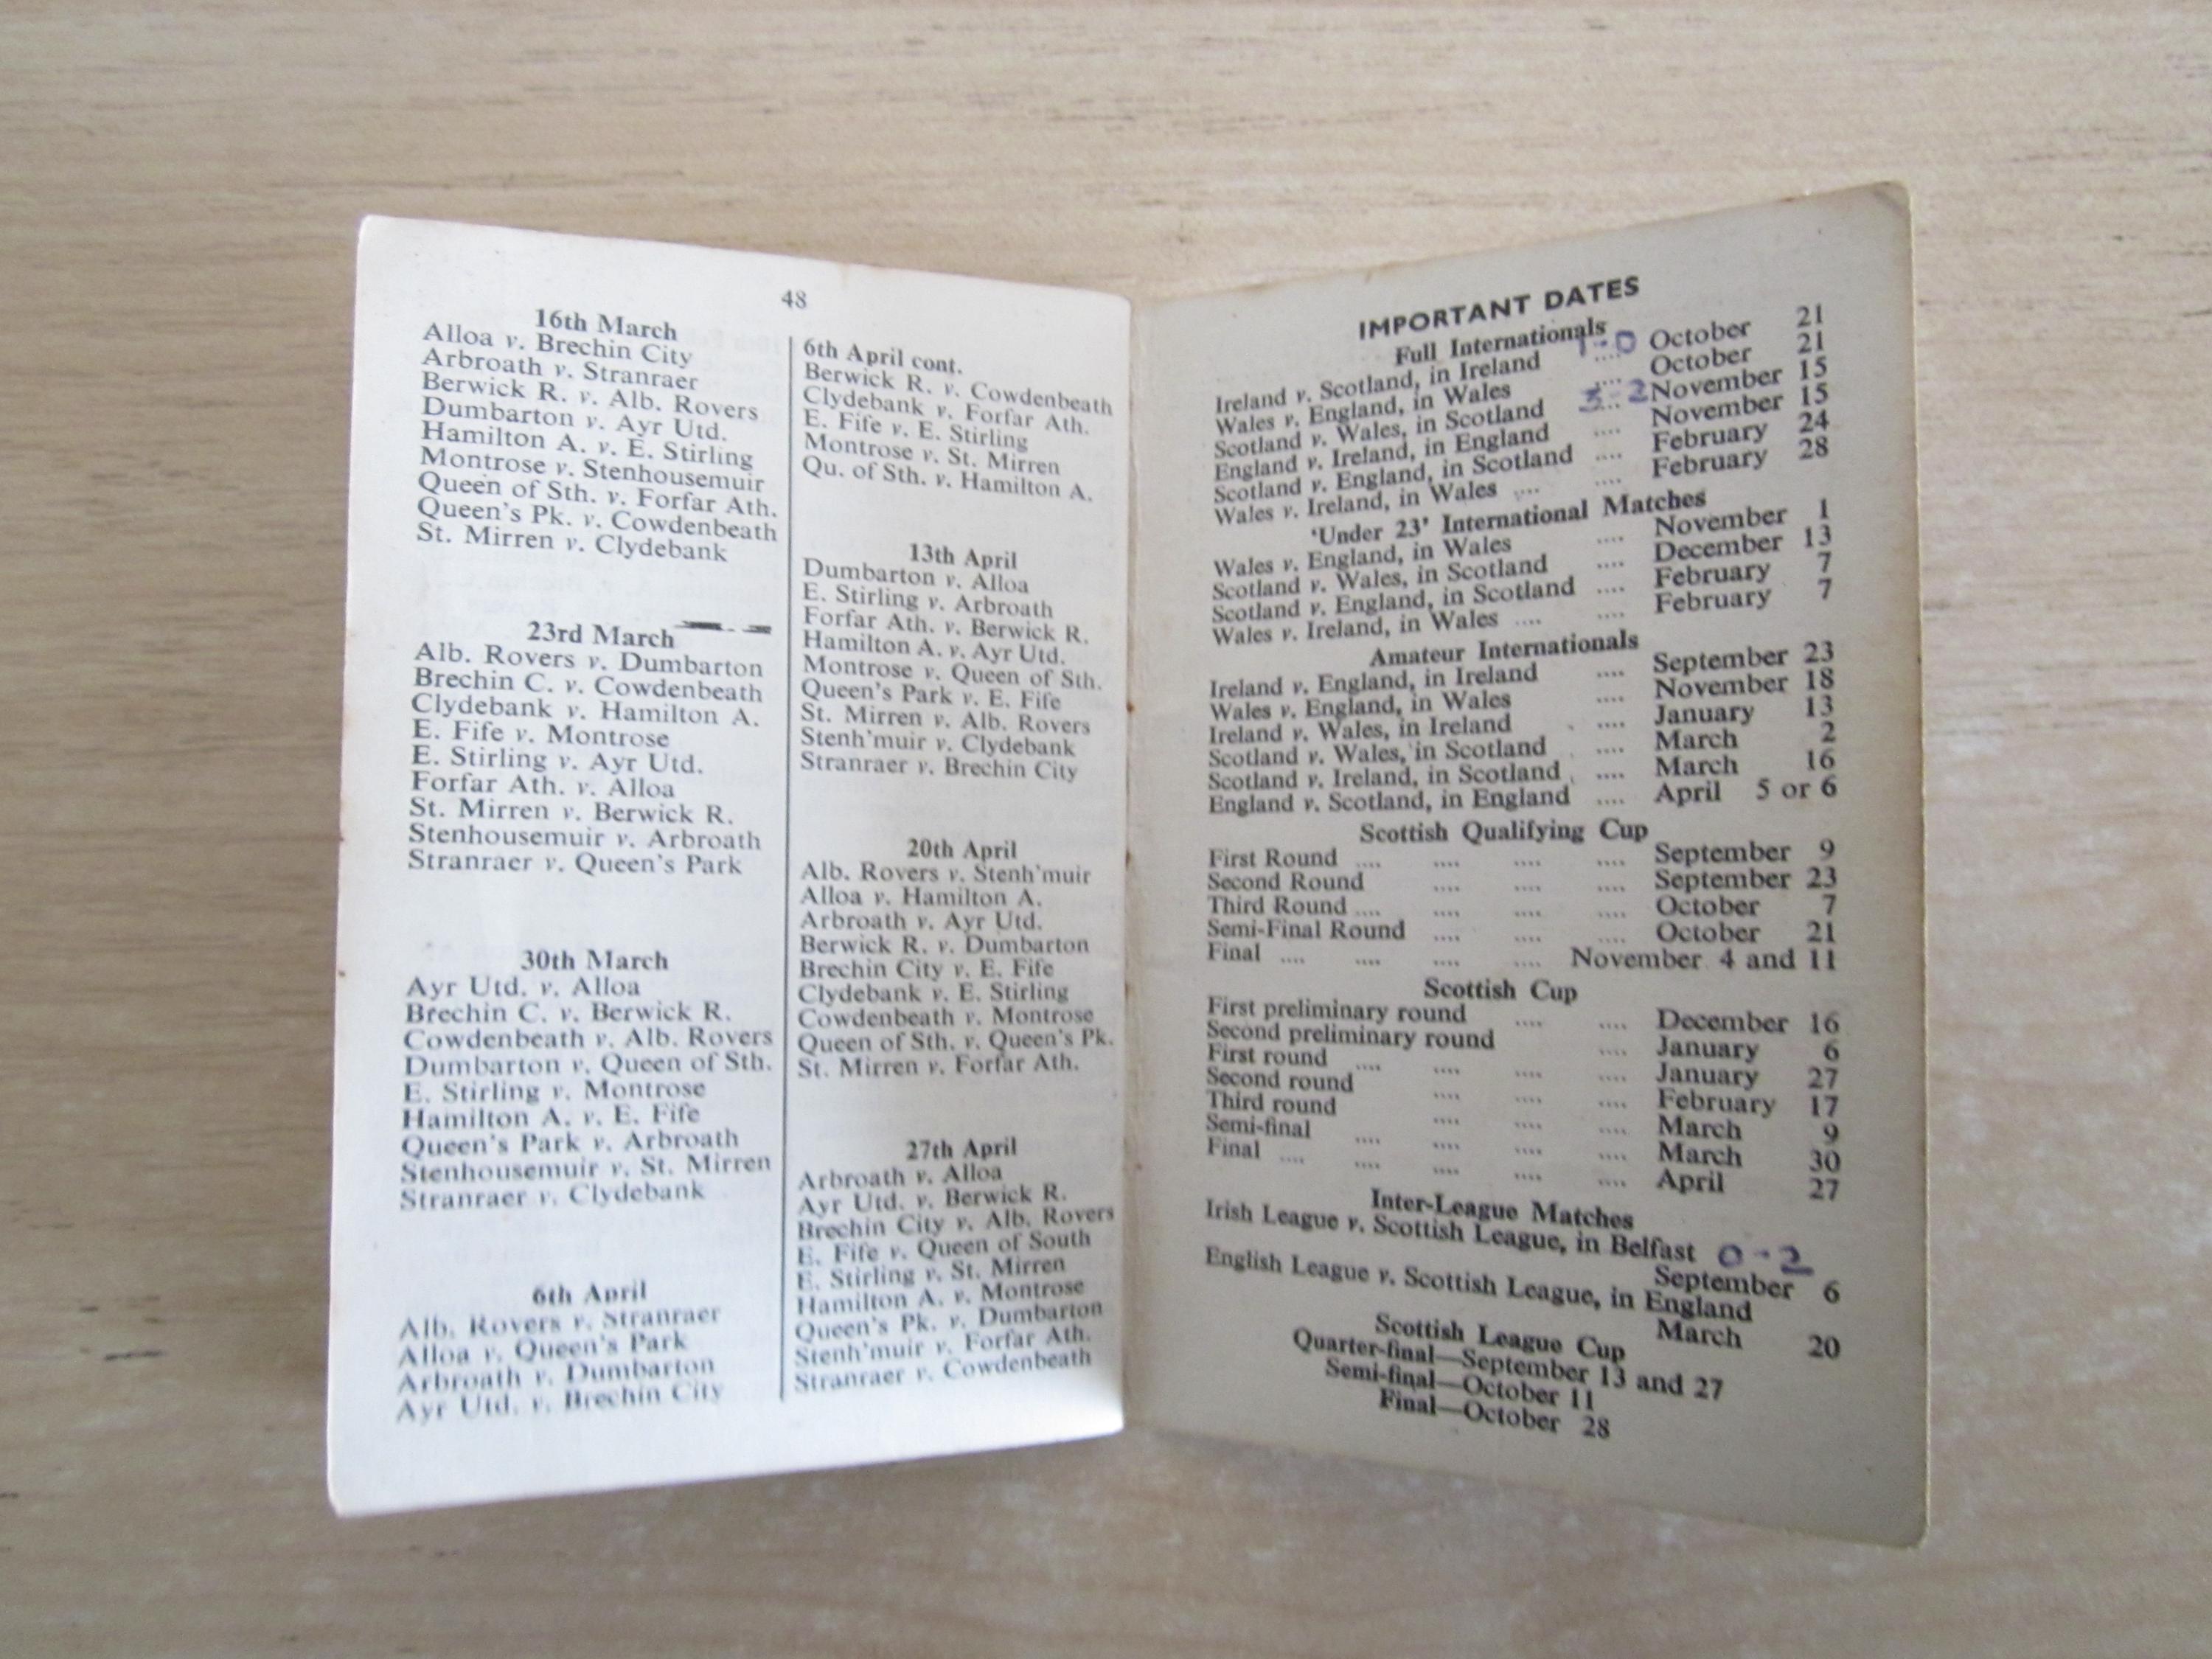 48
16th March
Alloa v. Brechin City
Arbroath v. Stranraer
Berwick R. v. Alb. Rovers
Dumbarton v. Ayr Utd.
Hamilton A. v. E. Stirling
Montrose v. Stenhousemuir
Queen of Sth. v. Forfar Ath.
Queen's Pk. v. Cowdenbeath
St. Mirren v. Clydebank
23rd March
Alb. Rovers v. Dumbarton
Brechin C. v. Cowdenbeath
Clydebank v. Hamilton A.
E. Fife v. Montrose
E. Stirling v. Ayr Utd.
Forfar Ath. v. Alloa
St. Mirren v. Berwick R.
Stenhousemuir v. Arbroath
Stranraer v. Queen's Park
30th March
Ayr Utd. v. Alloa
Brechin C. v. Berwick R.
Cowdenbeath v. Alb. Rovers
Dumbarton v. Queen of Sth.
E. Stirling v. Montrose
Hamilton A. v. E. Fife
Queen's Park v. Arbroath
Stenhousemuir v. St. Mirren
Stranraer v. Clydebank
6th April
Alb. Rovers v. Stranraer
Alloa v. Queen's Park
Arbroath v. Dumbarton
Ayr Utd. v. Brechin City
6th April cont.
Berwick R. v. Cowdenbeath
Clydebank v. Forfar Ath.
E. Fife v. E. Stirling
Montrose v. St. Mirren
Qu. of Sth. v. Hamilton A.
13th April
Dumbarton v. Alloa
E. Stirling v. Arbroath
Forfar Ath. v. Berwick R.
Hamilton A. v. Ayr Utd.
Montrose v. Queen of Sth.
Queen's Park v. E. Fife
St. Mirren v. Alb. Rovers
Stenh'muir v. Clydebank
Stranraer v. Brechin City
20th April
Alb. Rovers v. Stenh'muir
Alloa v. Hamilton A.
Arbroath v. Ayr Utd.
Berwick R. v. Dumbarton
Brechin City v. E. Fife
Clydebank v. E. Stirling
Cowdenbeath v. Montrose
Queen of Sth. v. Queen's Pk.
St. Mirren v. Forfar Ath.
27th April
Arbroath v. Alloa
Ayr Utd. v. Berwick R.
Brechin City v. Alb. Rovers
E. Fife v. Queen of South
E. Stirling v. St. Mirren
Hamilton A. v. Montrose
Queen's Pk. v. Dumbarton
Stenh'muir v. Forfar Ath.
Stranraer v. Cowdenbeath
IMPORTANT DATES
Full Internationals
Ireland v. Scotland, in Ireland .... 1-0 October 21
Wales v. England, in Wales .... October 21
Scotland v. Wales, in Scotland .... 3-2 November 15
England v. Ireland, in England .... November 15
Scotland v. England, in Scotland .... February 24
Wales v. Ireland, in Wales .... .... February 28
'Under 23' International Matches
Wales v. England, in Wales .... November 1
Scotland v. Wales, in Scotland .... December 13
Scotland v. England, in Scotland .... February 7
Wales v. Ireland, in Wales .... .... February 7
Amateur Internationals
Ireland v. England, in Ireland .... September 23
Wales v. England, in Wales .... November 18
Ireland v. Wales, in Ireland .... January 13
Scotland v. Wales, in Scotland .... March 2
Scotland v. Ireland, in Scotland .... March 16
England v. Scotland, in England .... April 5 or 6
Scottish Qualifying Cup
First Round .... .... .... .... September 9
Second Round .... .... .... September 23
Third Round .... .... .... .... October 7
Semi-Final Round .... .... .... October 21
Final .... .... .... .... November 4 and 11
Scottish Cup
First preliminary round .... .... December 16
Second preliminary round .... January 6
First round .... .... .... .... January 27
Second round .... .... .... February 17
Third round .... .... .... March 9
Semi-final .... .... .... .... March 30
Final .... .... .... .... .... April 27
Inter-League Matches
Irish League v. Scottish League, in Belfast 0-2
September 6
English League v. Scottish League, in England
March 20
Scottish League Cup
Quarter-final—September 13 and 27
Semi-final—October 11
Final—October 28